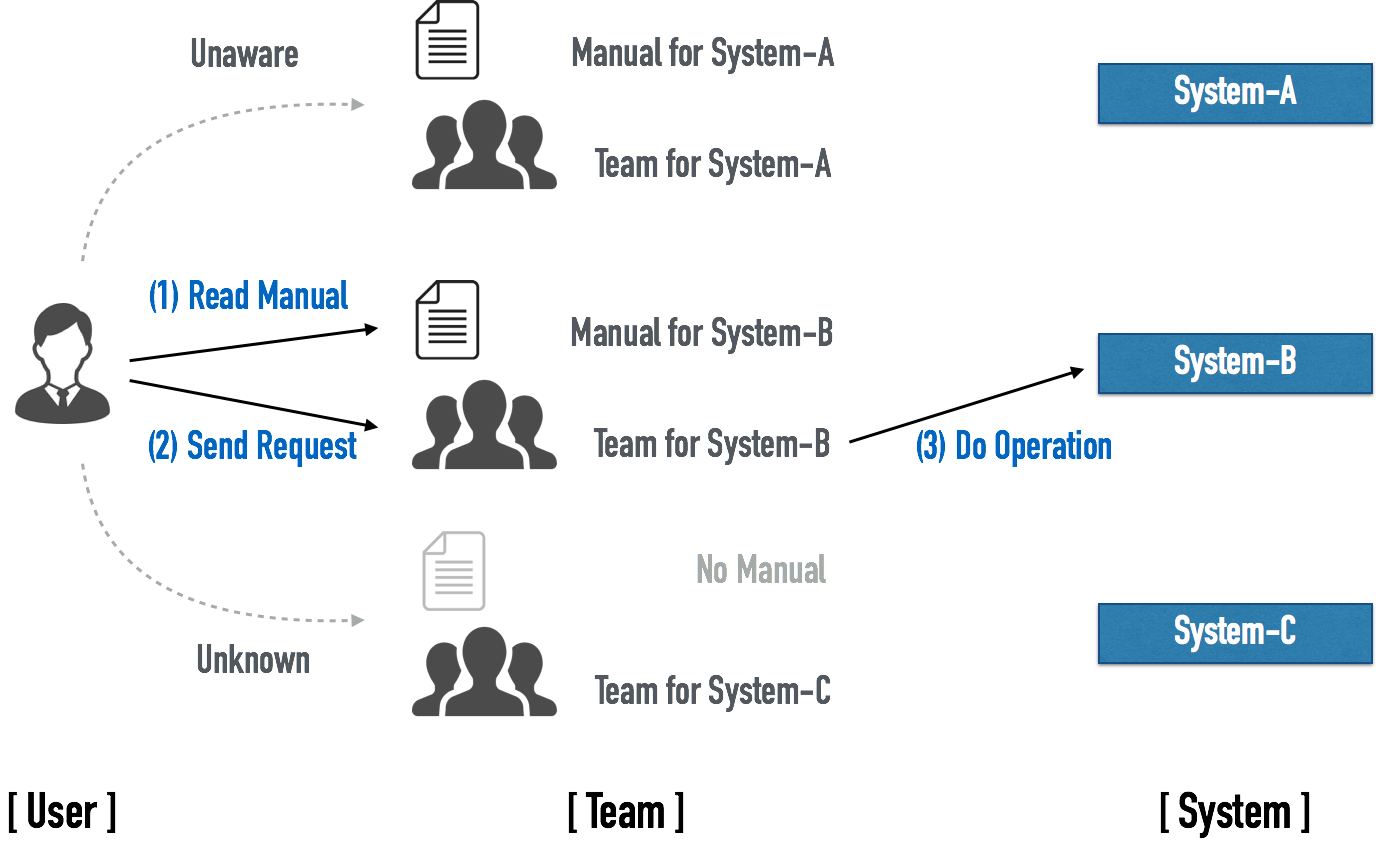 Unaware
Manual for System-A
System-A
Team for System-A
(1) Read Manual
Manual for System-B
System-B
(2) Send Request
Team for System-B
(3) Do Operation
No Manual
System-C
Unknown
Team for System-C
[ User ]
[ Team ]
[ System ]